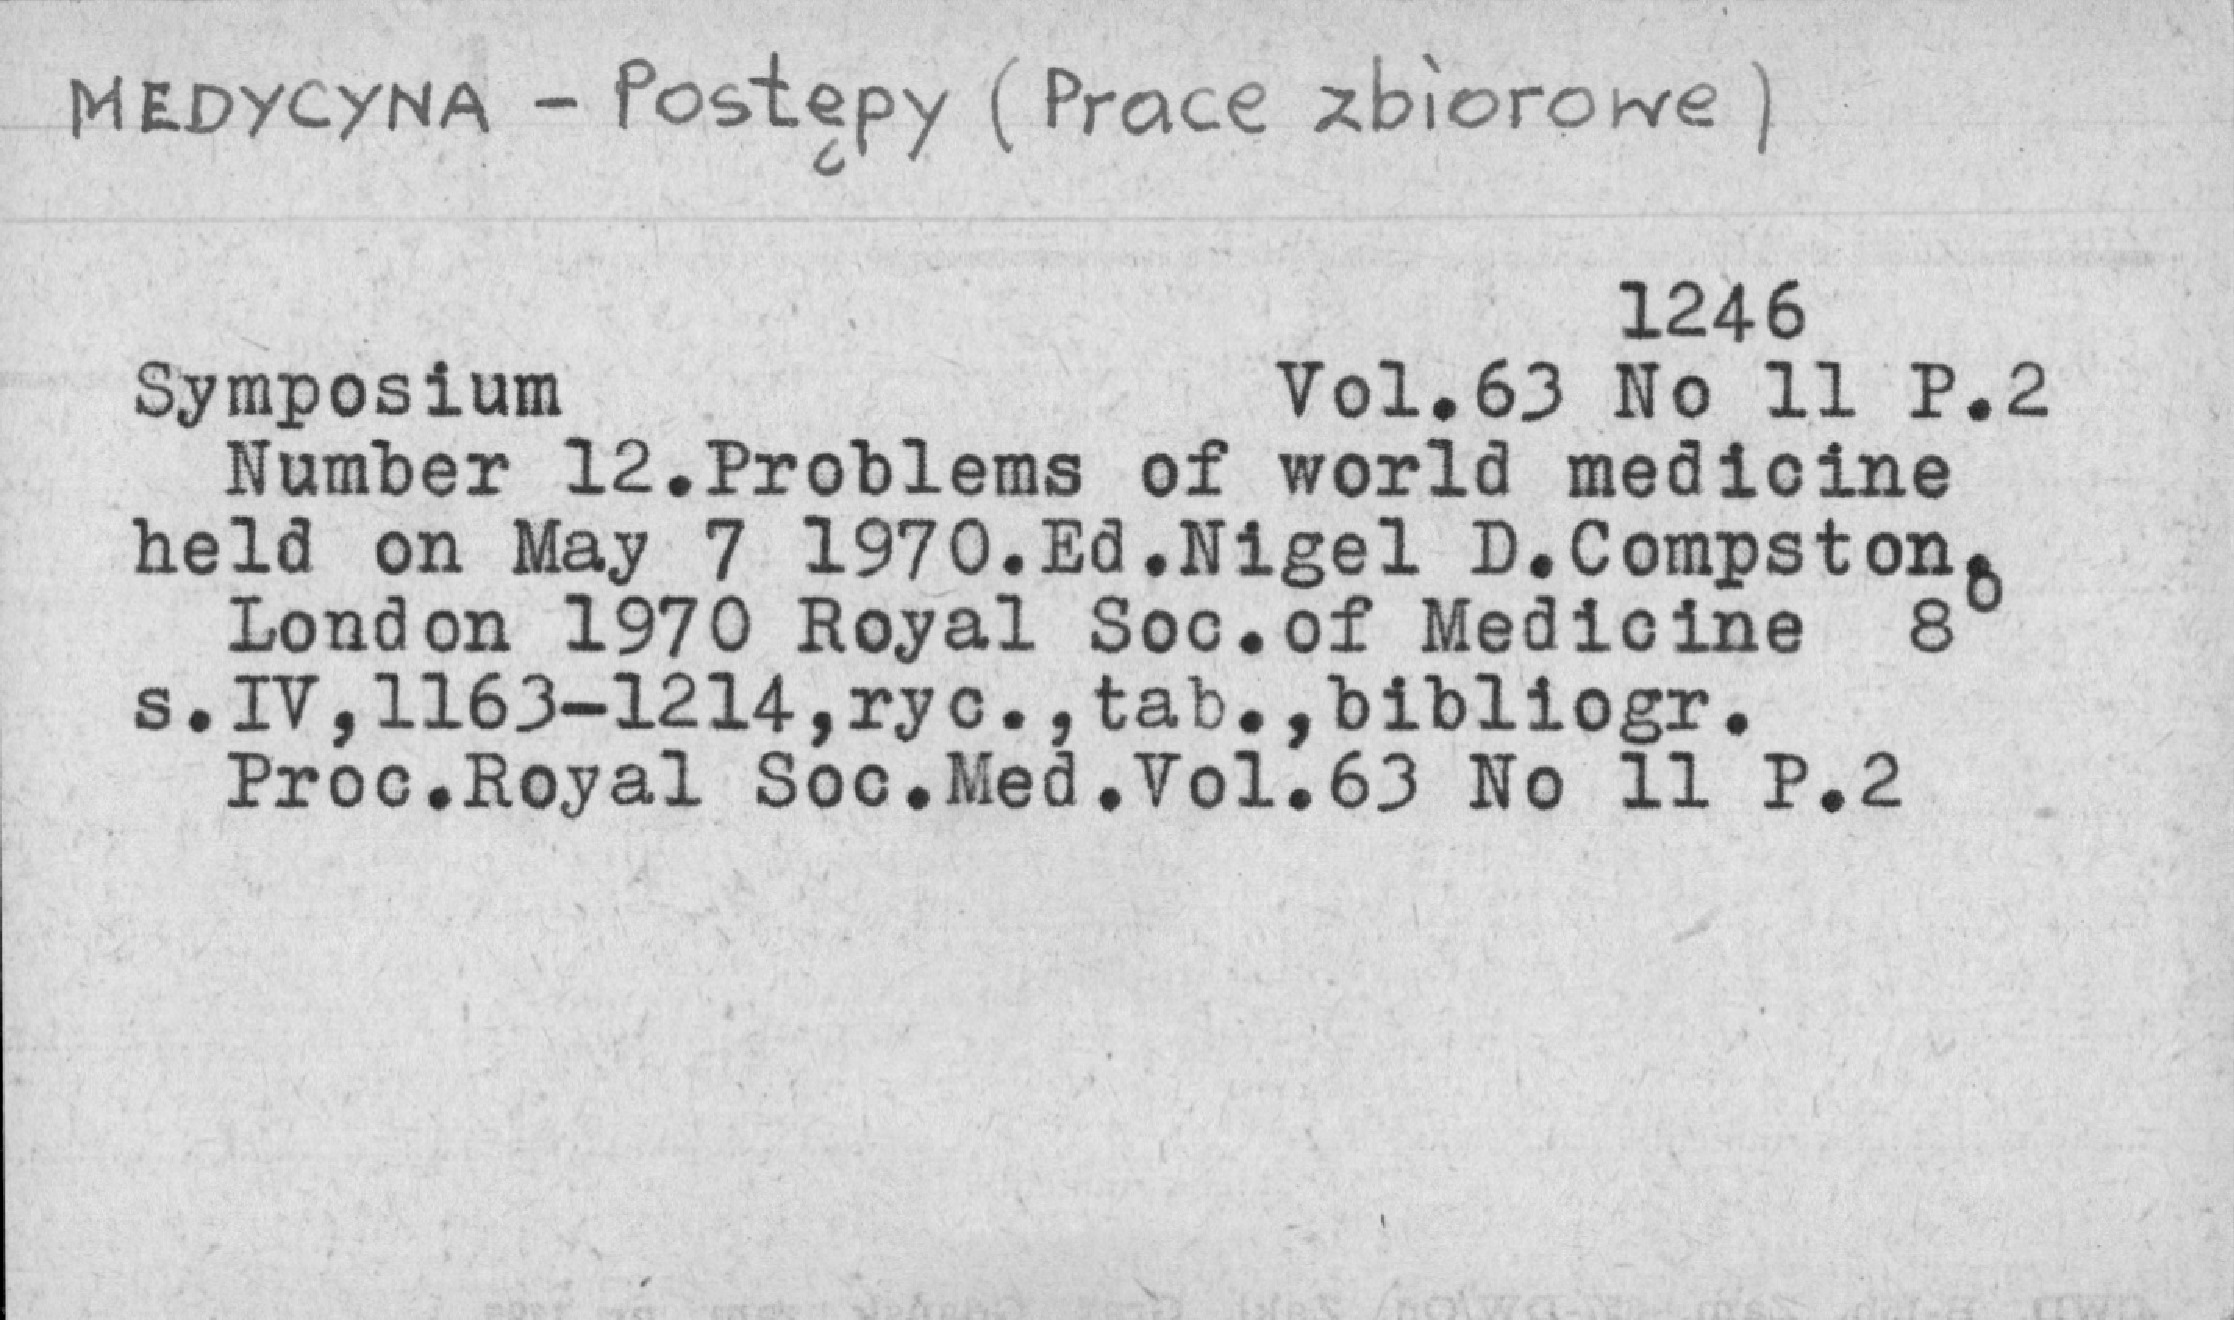 MEDYCYNA - Postępy (Prace zbiorowe)
1246
Symposium Vol.63 No 11 P.2
Number 12.Problems of world medicine
held on May 7 1970.Ed.Nigel D.Compston.
London 1970 Royal Soc.of Medicine 8o
s.IV,1163-1214,ryc.,tab.,bibliogr.
Proc.Royal Soc.Med.Vol.63 No 11 P.2